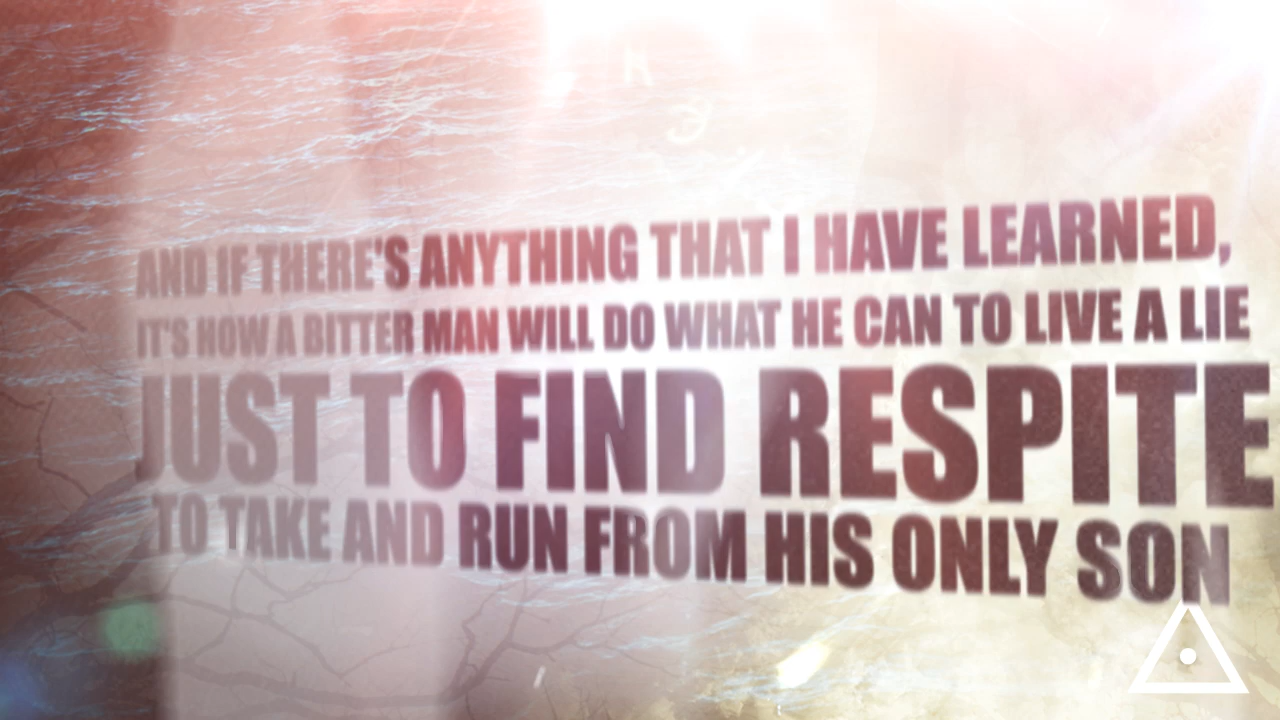 AND IF THERE'S ANYTHING THAT I HAVE LEARNED,
IT'S HOW A BITTER MAN WILL DO WHAT HE CAN TO LIVE A LIE
JUST TO FIND RESPITE
TO TAKE AND RUN FROM HIS ONLY SON